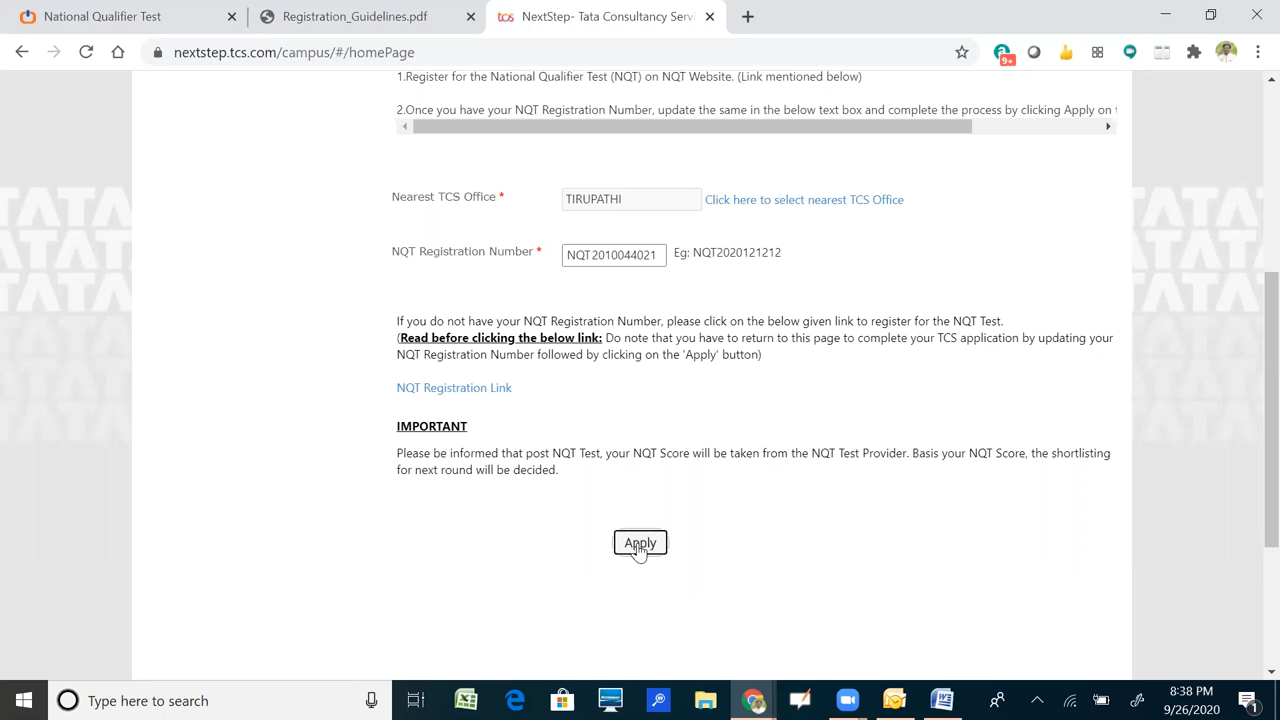 National Qualifier Test
Registration_Guidelines.pdf
tcs NextStep- Tata Consultancy Servi
nextstep.tcs.com/campus/#/homePage
9+
1.Register for the National Qualifier Test (NQT) on NQT Website. (Link mentioned below)
2.Once you have your NQT Registration Number, update the same in the below text box and complete the process by clicking Apply on t
Nearest TCS Office *
TIRUPATHI
Click here to select nearest TCS Office
NQT Registration Number *
NQT2010044021
Eg: NQT2020121212
If you do not have your NQT Registration Number, please click on the below given link to register for the NQT Test.
(Read before clicking the below link: Do note that you have to return to this page to complete your TCS application by updating your
NQT Registration Number followed by clicking on the 'Apply' button)
NQT Registration Link
IMPORTANT
Please be informed that post NQT Test, your NQT Score will be taken from the NQT Test Provider. Basis your NQT Score, the shortlisting
for next round will be decided.
Apply
Type here to search
8:38 PM
9/26/2020
1